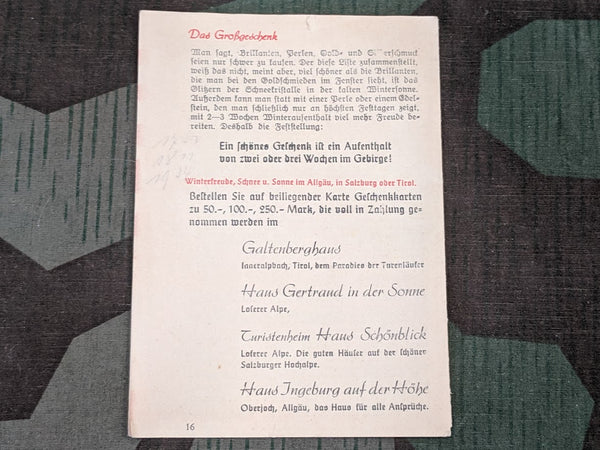 Das Großgeschenk
Man sagt, Brillanten, Perlen, Gold- und Silberschmuck
seien nur schwer zu kaufen. Der diese Liste zusammenstellt,
weiß das nicht, meint aber, viel schöner als die Brillanten,
die man bei den Goldschmieden im Fenster sieht, ist das
Glitzern der Schneekristalle in der kalten Wintersonne.
Außerdem kann man statt mit einer Perle oder einem Edel-
stein, den man schließlich nur an höchsten Festtagen zeigt,
mit 2—3 Wochen Winteraufenthalt viel mehr Freude be-
reiten. Deshalb die Feststellung:
Ein schönes Geschenk ist ein Aufenthalt
von zwei oder drei Wochen im Gebirge!
Winterfreude, Schnee u. Sonne im Allgäu, in Salzburg oder Tirol.
Bestellen Sie auf beiliegender Karte Geschenkkarten
zu 50.-, 100.-, 250.- Mark, die voll in Zahlung ge-
nommen werden im
Galtenberghaus
Inneralpbach, Tirol, dem Paradies der Tourenläufer
Haus Gertraud in der Sonne
Loferer Alpe,
Turistenheim Haus Schönblick
Loferer Alpe. Die guten Häuser auf der schönen
Salzburger Hochalpe.
Haus Ingeburg auf der Höhe
Oberjoch, Allgäu, das Haus für alle Ansprüche.
16